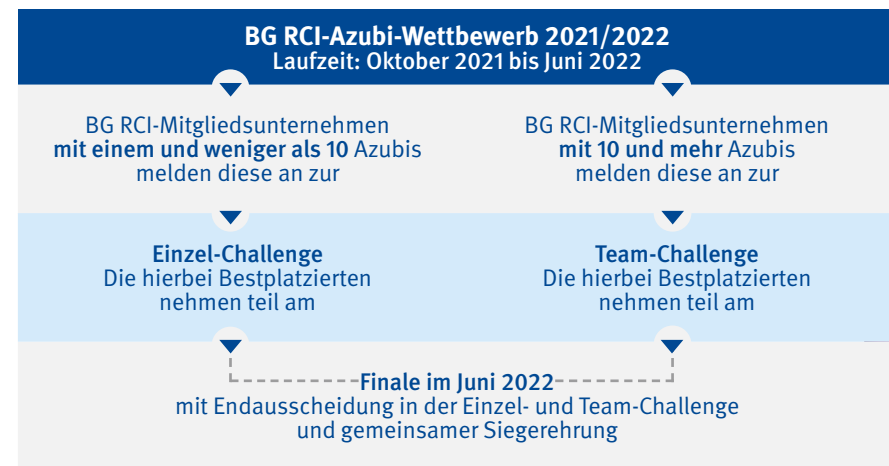 BG RCI-Azubi-Wettbewerb 2021/2022
Laufzeit: Oktober 2021 bis Juni 2022
BG RCI-Mitgliedsunternehmen
mit einem und weniger als 10 Azubis
melden diese an zur
BG RCI-Mitgliedsunternehmen
mit 10 und mehr Azubis
melden diese an zur
Einzel-Challenge
Die hierbei Bestplatzierten
nehmen teil am
Team-Challenge
Die hierbei Bestplatzierten
nehmen teil am
Finale im Juni 2022
mit Endausscheidung in der Einzel- und Team-Challenge
und gemeinsamer Siegerehrung